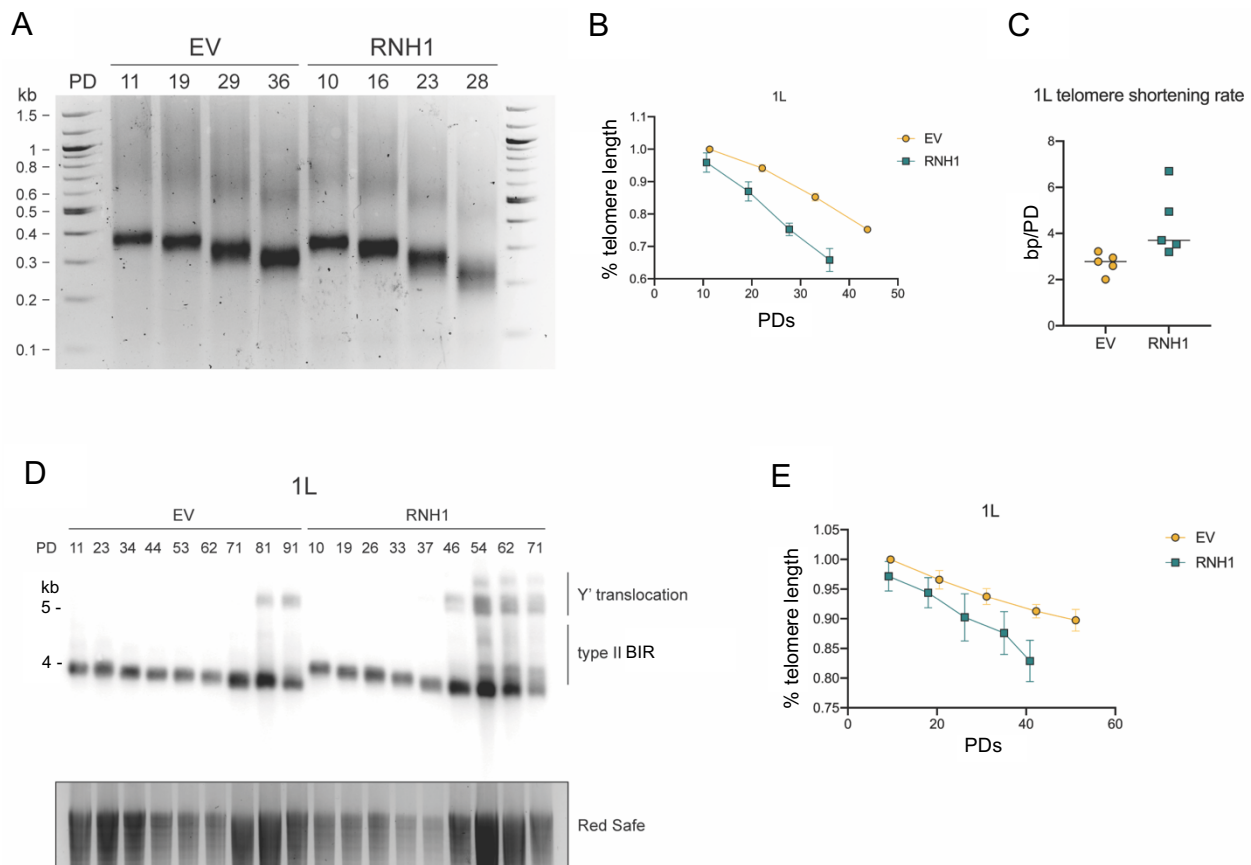 A
EV RNH1
PD 11 19 29 36 10 16 23 28
kb
1.5
1
0.8
0.6
0.5
0.4
0.3
0.2
0.1
B
1L
% telomere length
1.1
1.0
0.9
0.8
0.7
0.6
0 10 20 30 40 50
PDs
EV
RNH1
C
1L telomere shortening rate
bp/PD
8
6
4
2
0
EV RNH1
D
1L
EV RNH1
PD 11 23 34 44 53 62 71 81 91 10 19 26 33 37 46 54 62 71
kb
5 -
4 -
Y' translocation
type II BIR
Red Safe
E
1L
% telomere length
1.05
1.00
0.95
0.90
0.85
0.80
0.75
0 20 40 60
PDs
EV
RNH1